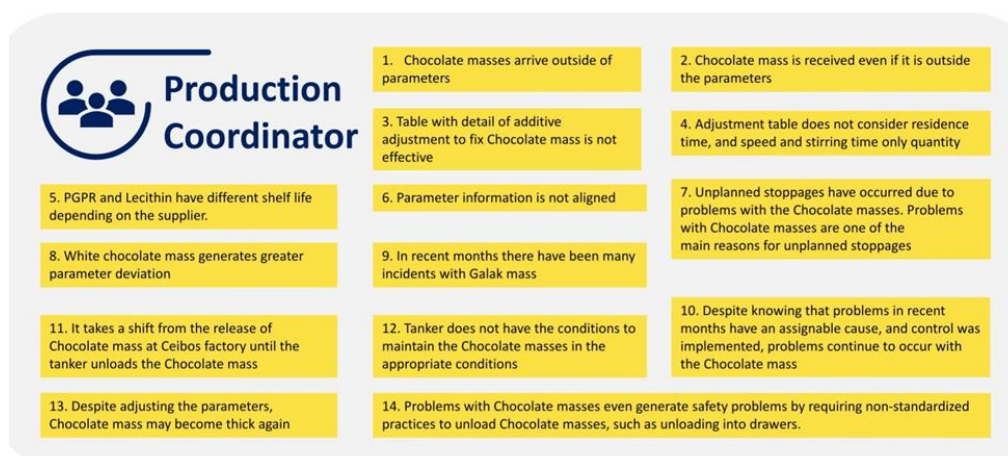 Production
Coordinator
1. Chocolate masses arrive outside of
parameters
2. Chocolate mass is received even if it is outside
the parameters
3. Table with detail of additive
adjustment to fix Chocolate mass is not
effective
4. Adjustment table does not consider residence
time, and speed and stirring time only quantity
5. PGPR and Lecithin have different shelf life
depending on the supplier.
6. Parameter information is not aligned
7. Unplanned stoppages have occurred due to
problems with the Chocolate masses. Problems
with Chocolate masses are one of the
main reasons for unplanned stoppages
8. White chocolate mass generates greater
parameter deviation
9. In recent months there have been many
incidents with Galak mass
10. Despite knowing that problems in recent
months have an assignable cause, and control was
implemented, problems continue to occur with
the Chocolate mass
11. It takes a shift from the release of
Chocolate mass at Ceibos factory until the
tanker unloads the Chocolate mass
12. Tanker does not have the conditions to
maintain the Chocolate masses in the
appropriate conditions
13. Despite adjusting the parameters,
Chocolate mass may become thick again
14. Problems with Chocolate masses even generate safety problems by requiring non-standardized
practices to unload Chocolate masses, such as unloading into drawers.